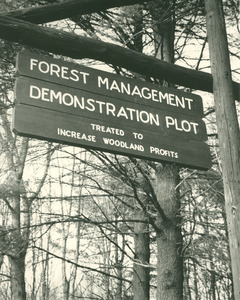 FOREST MANAGEMENT
DEMONSTRATION PLOT
TREATED TO
INCREASE WOODLAND PROFITS